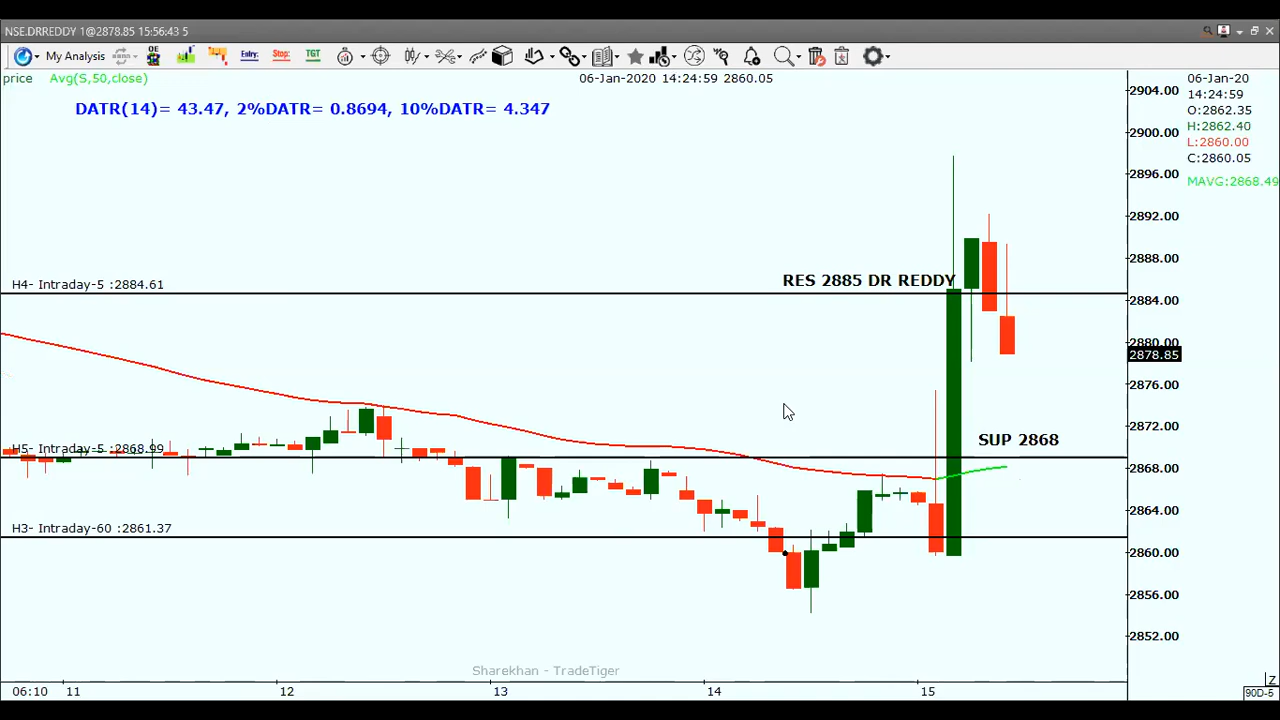 NSE.DRREDDY 1@2878.85 15:56:43 5
My Analysis OE Entry: Stop: TGT
price Avg(S,50,close) 06-Jan-2020 14:24:59 2860.05 06-Jan-20
14:24:59
O:2862.35
H:2862.40
L:2860.00
C:2860.05
MAVG:2868.49
DATR(14)= 43.47, 2%DATR= 0.8694, 10%DATR= 4.347
2904.00
2900.00
2896.00
2892.00
2888.00
2884.00
2880.00
2878.85
2876.00
2872.00
2868.00
2864.00
2860.00
2856.00
2852.00
H4- Intraday-5 :2884.61
RES 2885 DR REDDY
H5- Intraday-5 :2868.99
SUP 2868
H3- Intraday-60 :2861.37
Sharekhan - TradeTiger
06:10 11 12 13 14 15
Z
90D-5